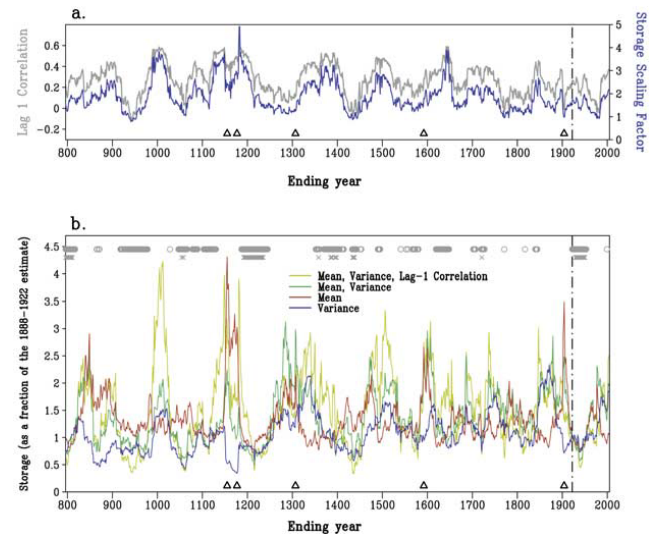 a.
Lag 1 Correlation
0.6
0.4
0.2
0
-0.2
5
4
3
2
1
0
Storage Scaling Factor
800 900 1000 1100 1200 1300 1400 1500 1600 1700 1800 1900 2000
Ending year
b.
Storage (as a fraction of the 1888-1922 estimate)
4.5
4
3.5
3
2.5
2
1.5
1
0.5
0
Mean, Variance, Lag-1 Correlation
Mean, Variance
Mean
Variance
800 900 1000 1100 1200 1300 1400 1500 1600 1700 1800 1900 2000
Ending year